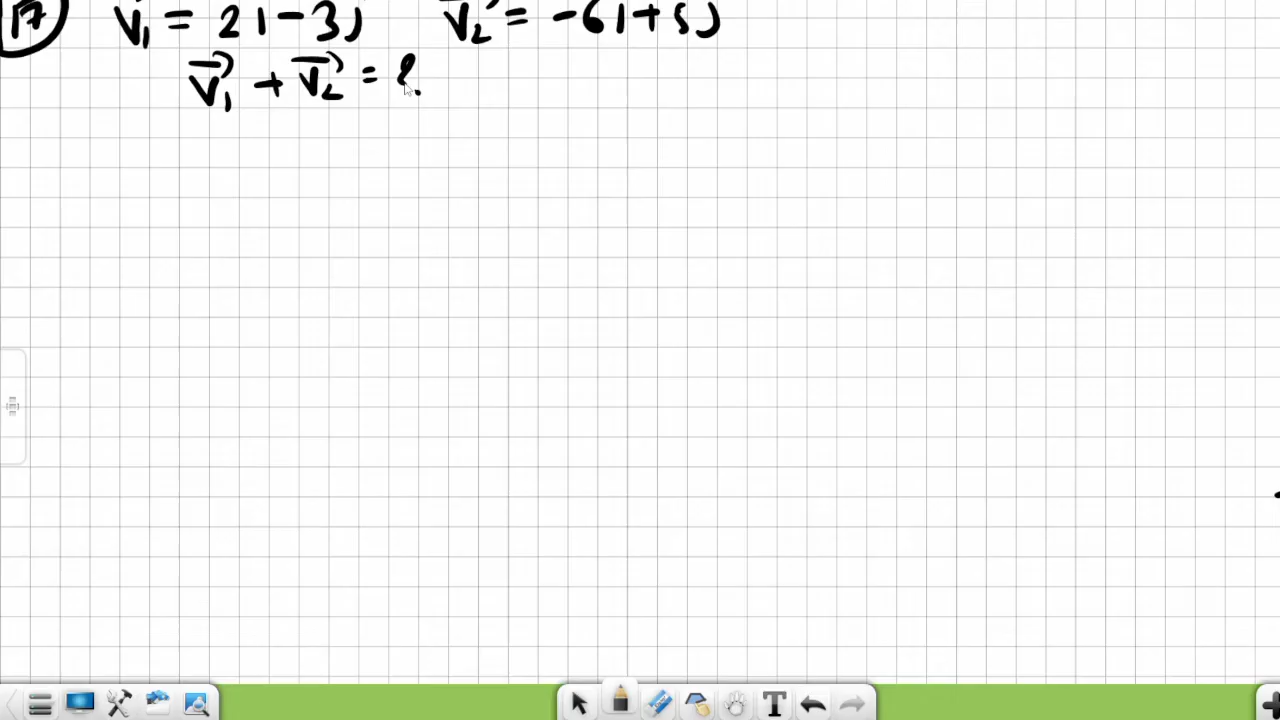 17 V₁ = 2i - 3j V₂ = -6i + 5j
V₁ + V₂ = ?
T